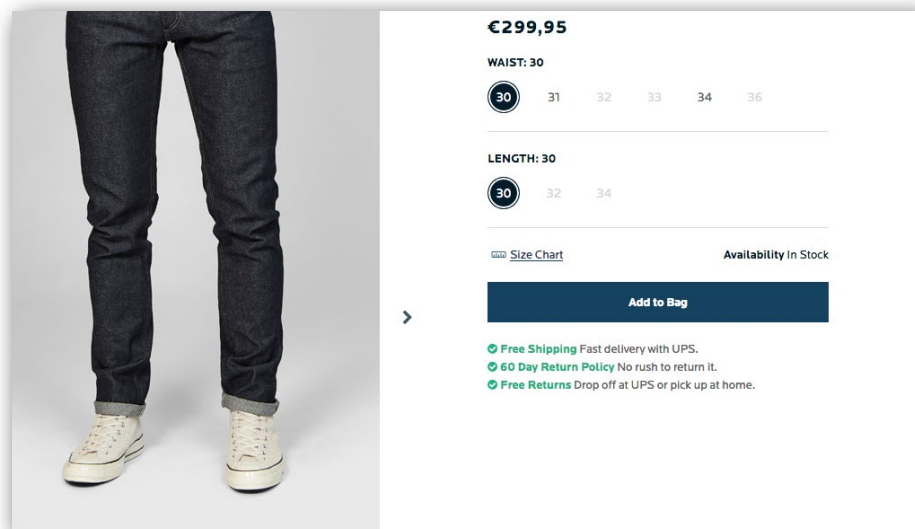 €299,95
WAIST: 30
30 31 32 33 34 36
LENGTH: 30
30 32 34
Size Chart Availability In Stock
Add to Bag
Free Shipping Fast delivery with UPS.
60 Day Return Policy No rush to return it.
Free Returns Drop off at UPS or pick up at home.